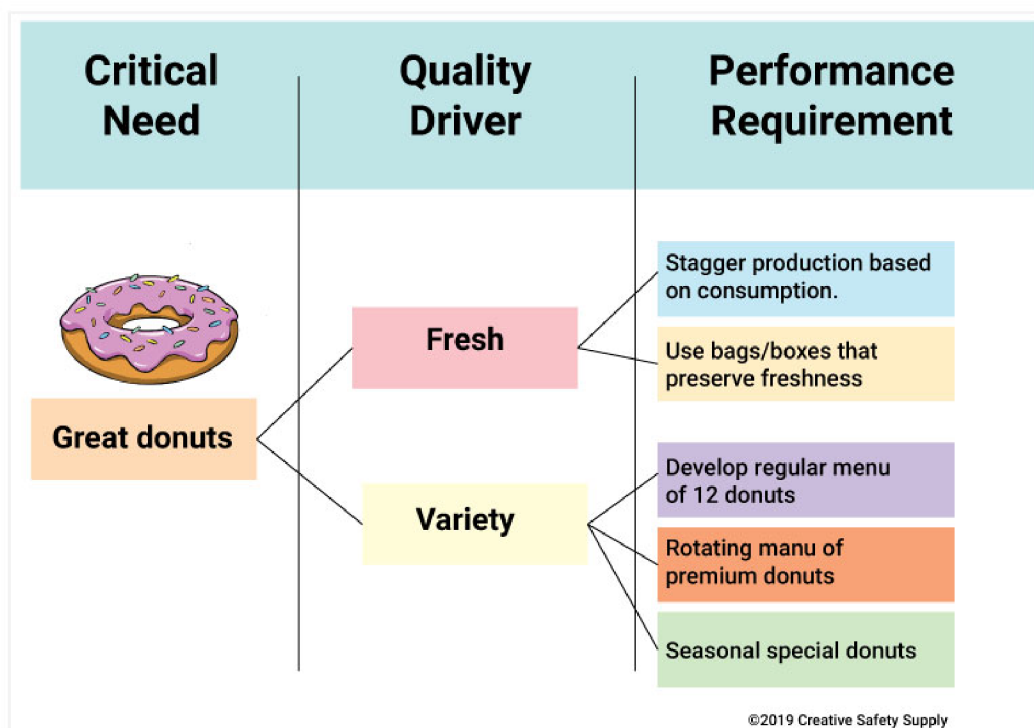 Critical
Need
Quality
Driver
Performance
Requirement
Great donuts
Fresh
Variety
Stagger production based
on consumption.
Use bags/boxes that
preserve freshness
Develop regular menu
of 12 donuts
Rotating manu of
premium donuts
Seasonal special donuts
©2019 Creative Safety Supply